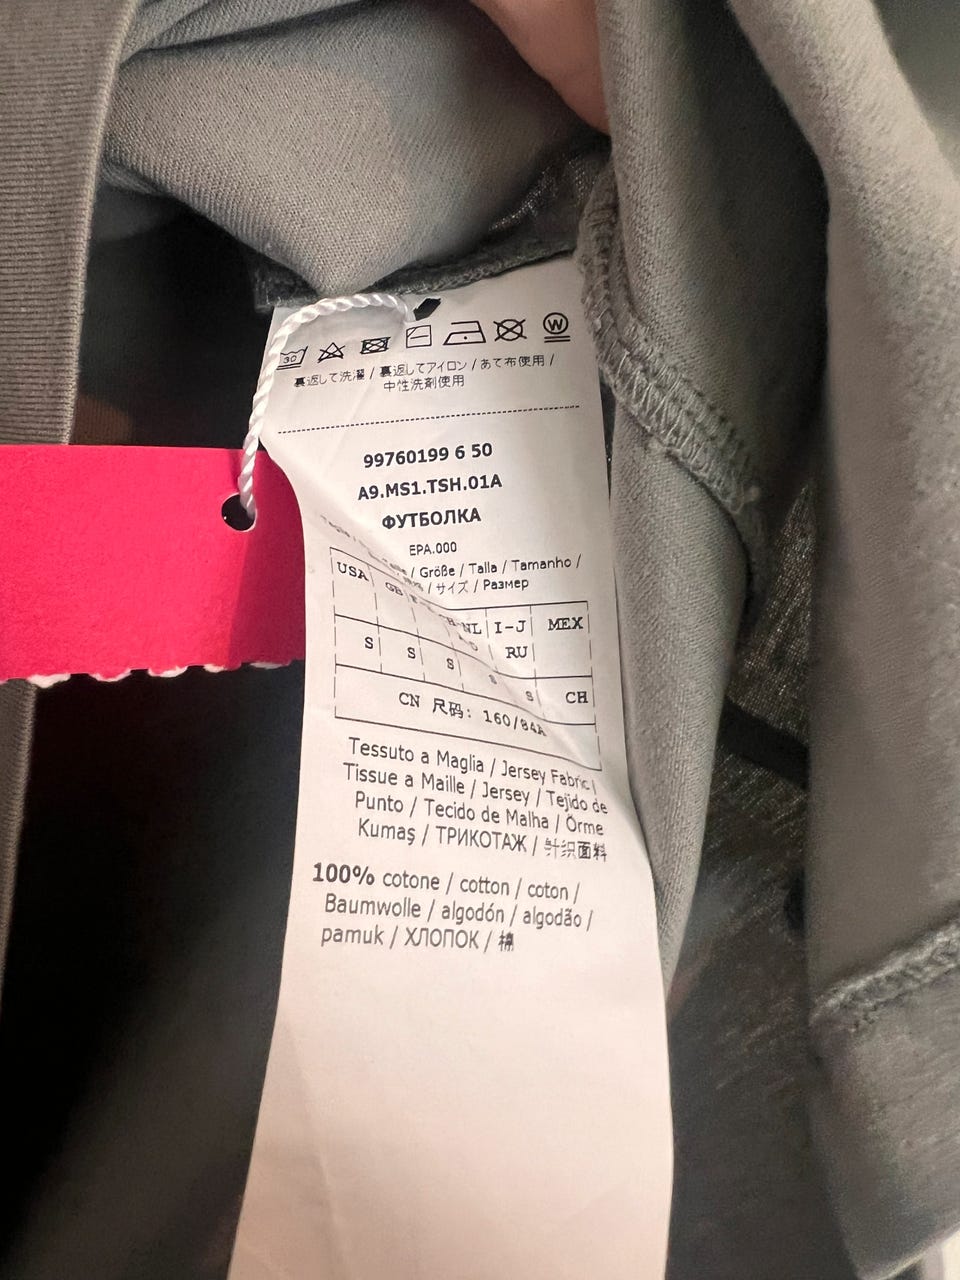 30
W
裏返して洗濯 / 裏返してアイロン / あて布使用 /
中性洗剤使用
99760199 6 50
A9.MS1.TSH.01A
ФУТБОЛКА
EPA.000
/ Größe / Talla / Tamanho /
/ サイズ / Размер
USA GB NL I-J MEX
RU
S S S S S CH
CN 尺码: 160/84A
Tessuto a Maglia / Jersey Fabric /
Tissue a Maille / Jersey / Tejido de
Punto / Tecido de Malha / Örme
Kumaş / ТРИКОТАЖ / 针织面料
100% cotone / cotton / coton /
Baumwolle / algodón / algodão /
pamuk / ХЛОПОК / 棉